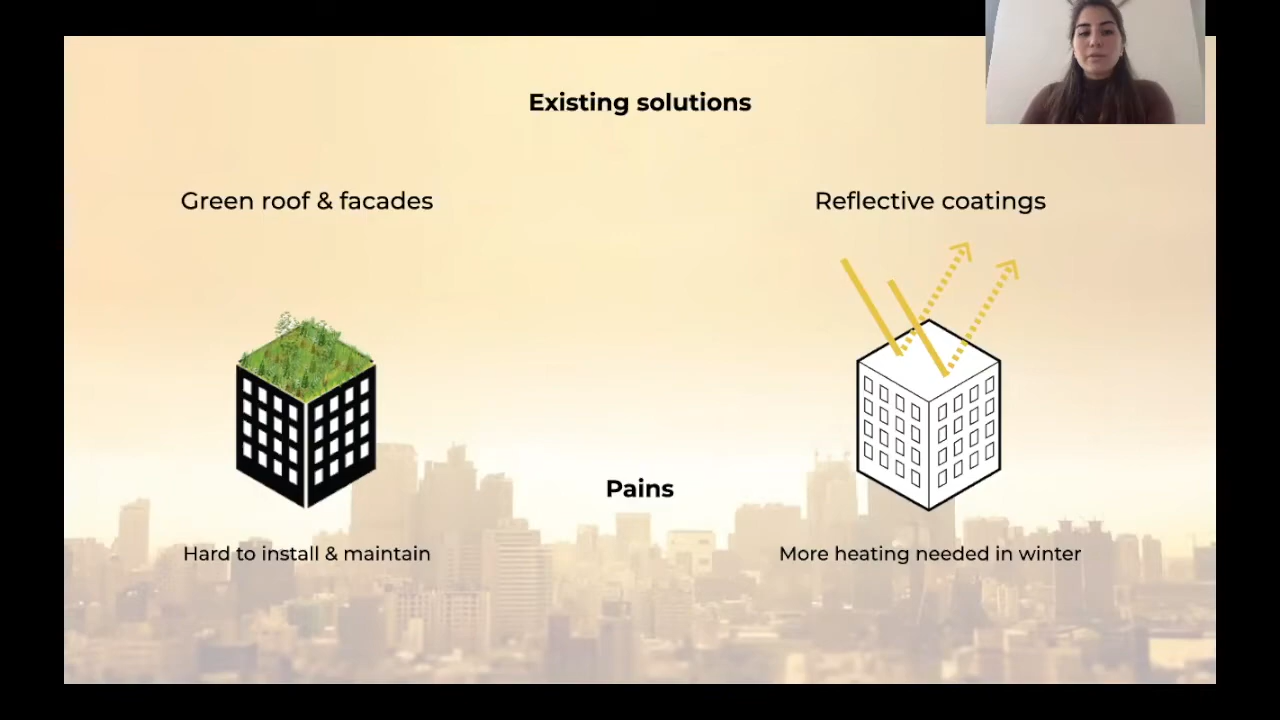 Existing solutions
Green roof & facades
Reflective coatings
Pains
Hard to install & maintain
More heating needed in winter